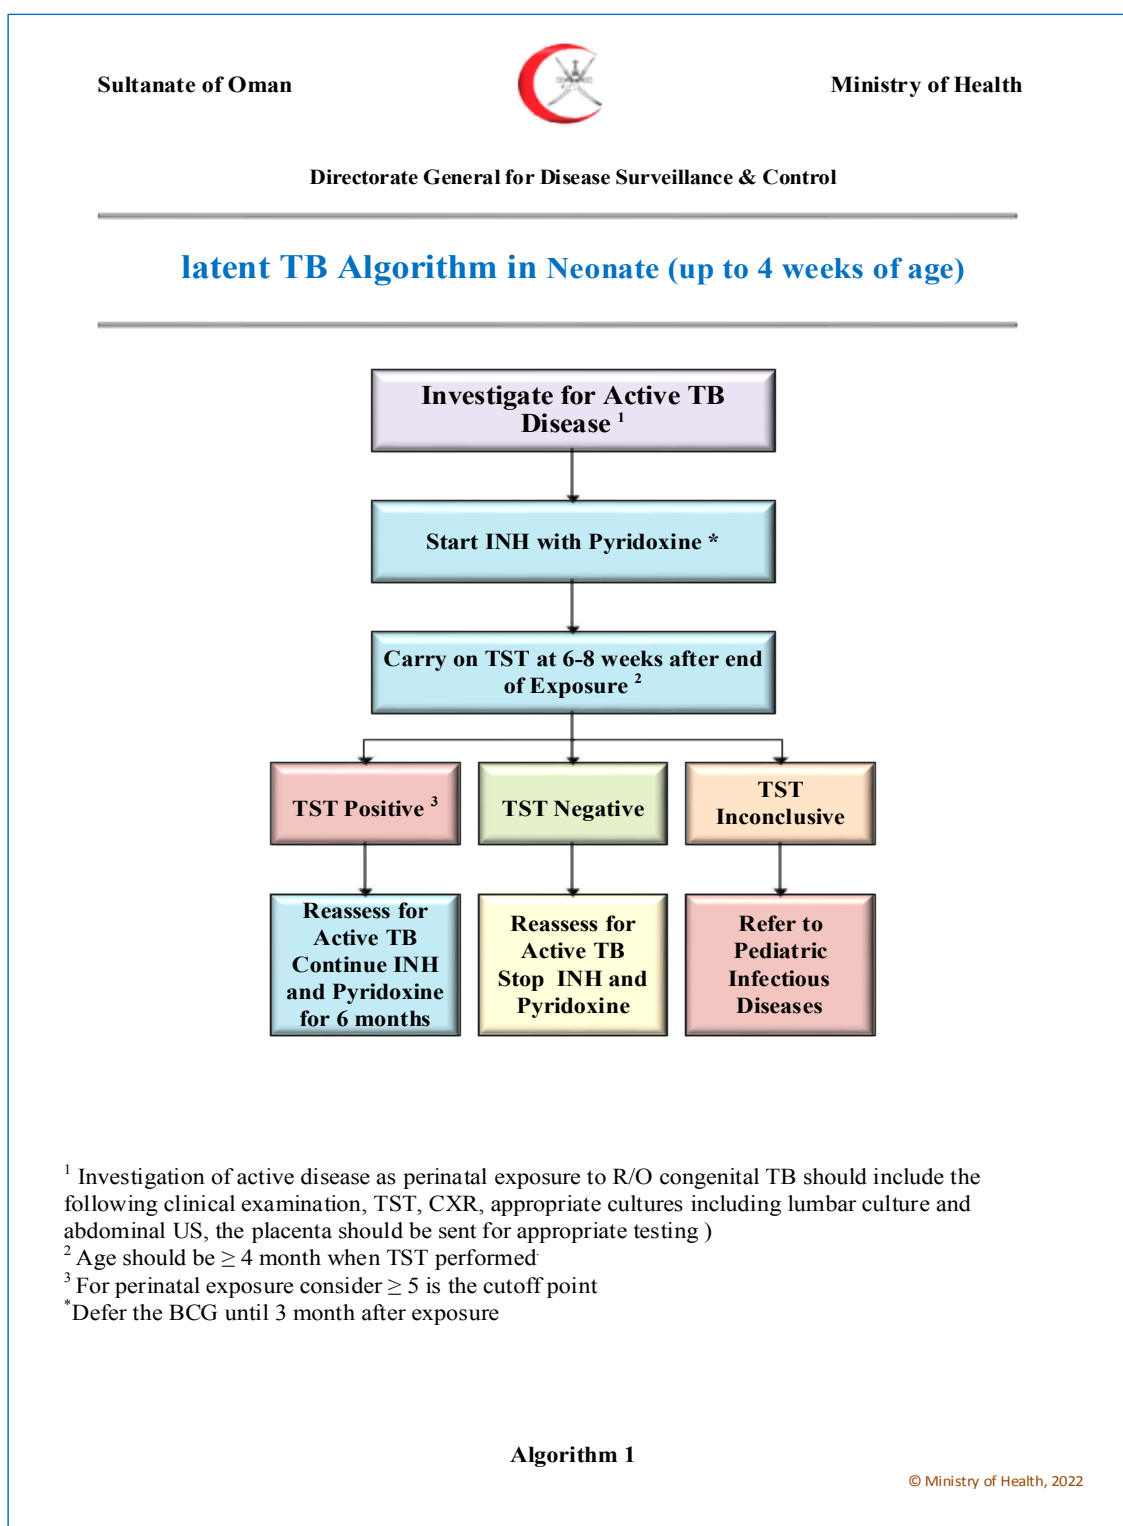 Sultanate of Oman
Ministry of Health
Directorate General for Disease Surveillance & Control
latent TB Algorithm in Neonate (up to 4 weeks of age)
Investigate for Active TB
Disease ¹
Start INH with Pyridoxine *
Carry on TST at 6-8 weeks after end
of Exposure ²
TST Positive ³
TST Negative
TST
Inconclusive
Reassess for
Active TB
Continue INH
and Pyridoxine
for 6 months
Reassess for
Active TB
Stop INH and
Pyridoxine
Refer to
Pediatric
Infectious
Diseases
¹ Investigation of active disease as perinatal exposure to R/O congenital TB should include the
following clinical examination, TST, CXR, appropriate cultures including lumbar culture and
abdominal US, the placenta should be sent for appropriate testing )
² Age should be ≥ 4 month when TST performed
³ For perinatal exposure consider ≥ 5 is the cutoff point
*Defer the BCG until 3 month after exposure
Algorithm 1
© Ministry of Health, 2022